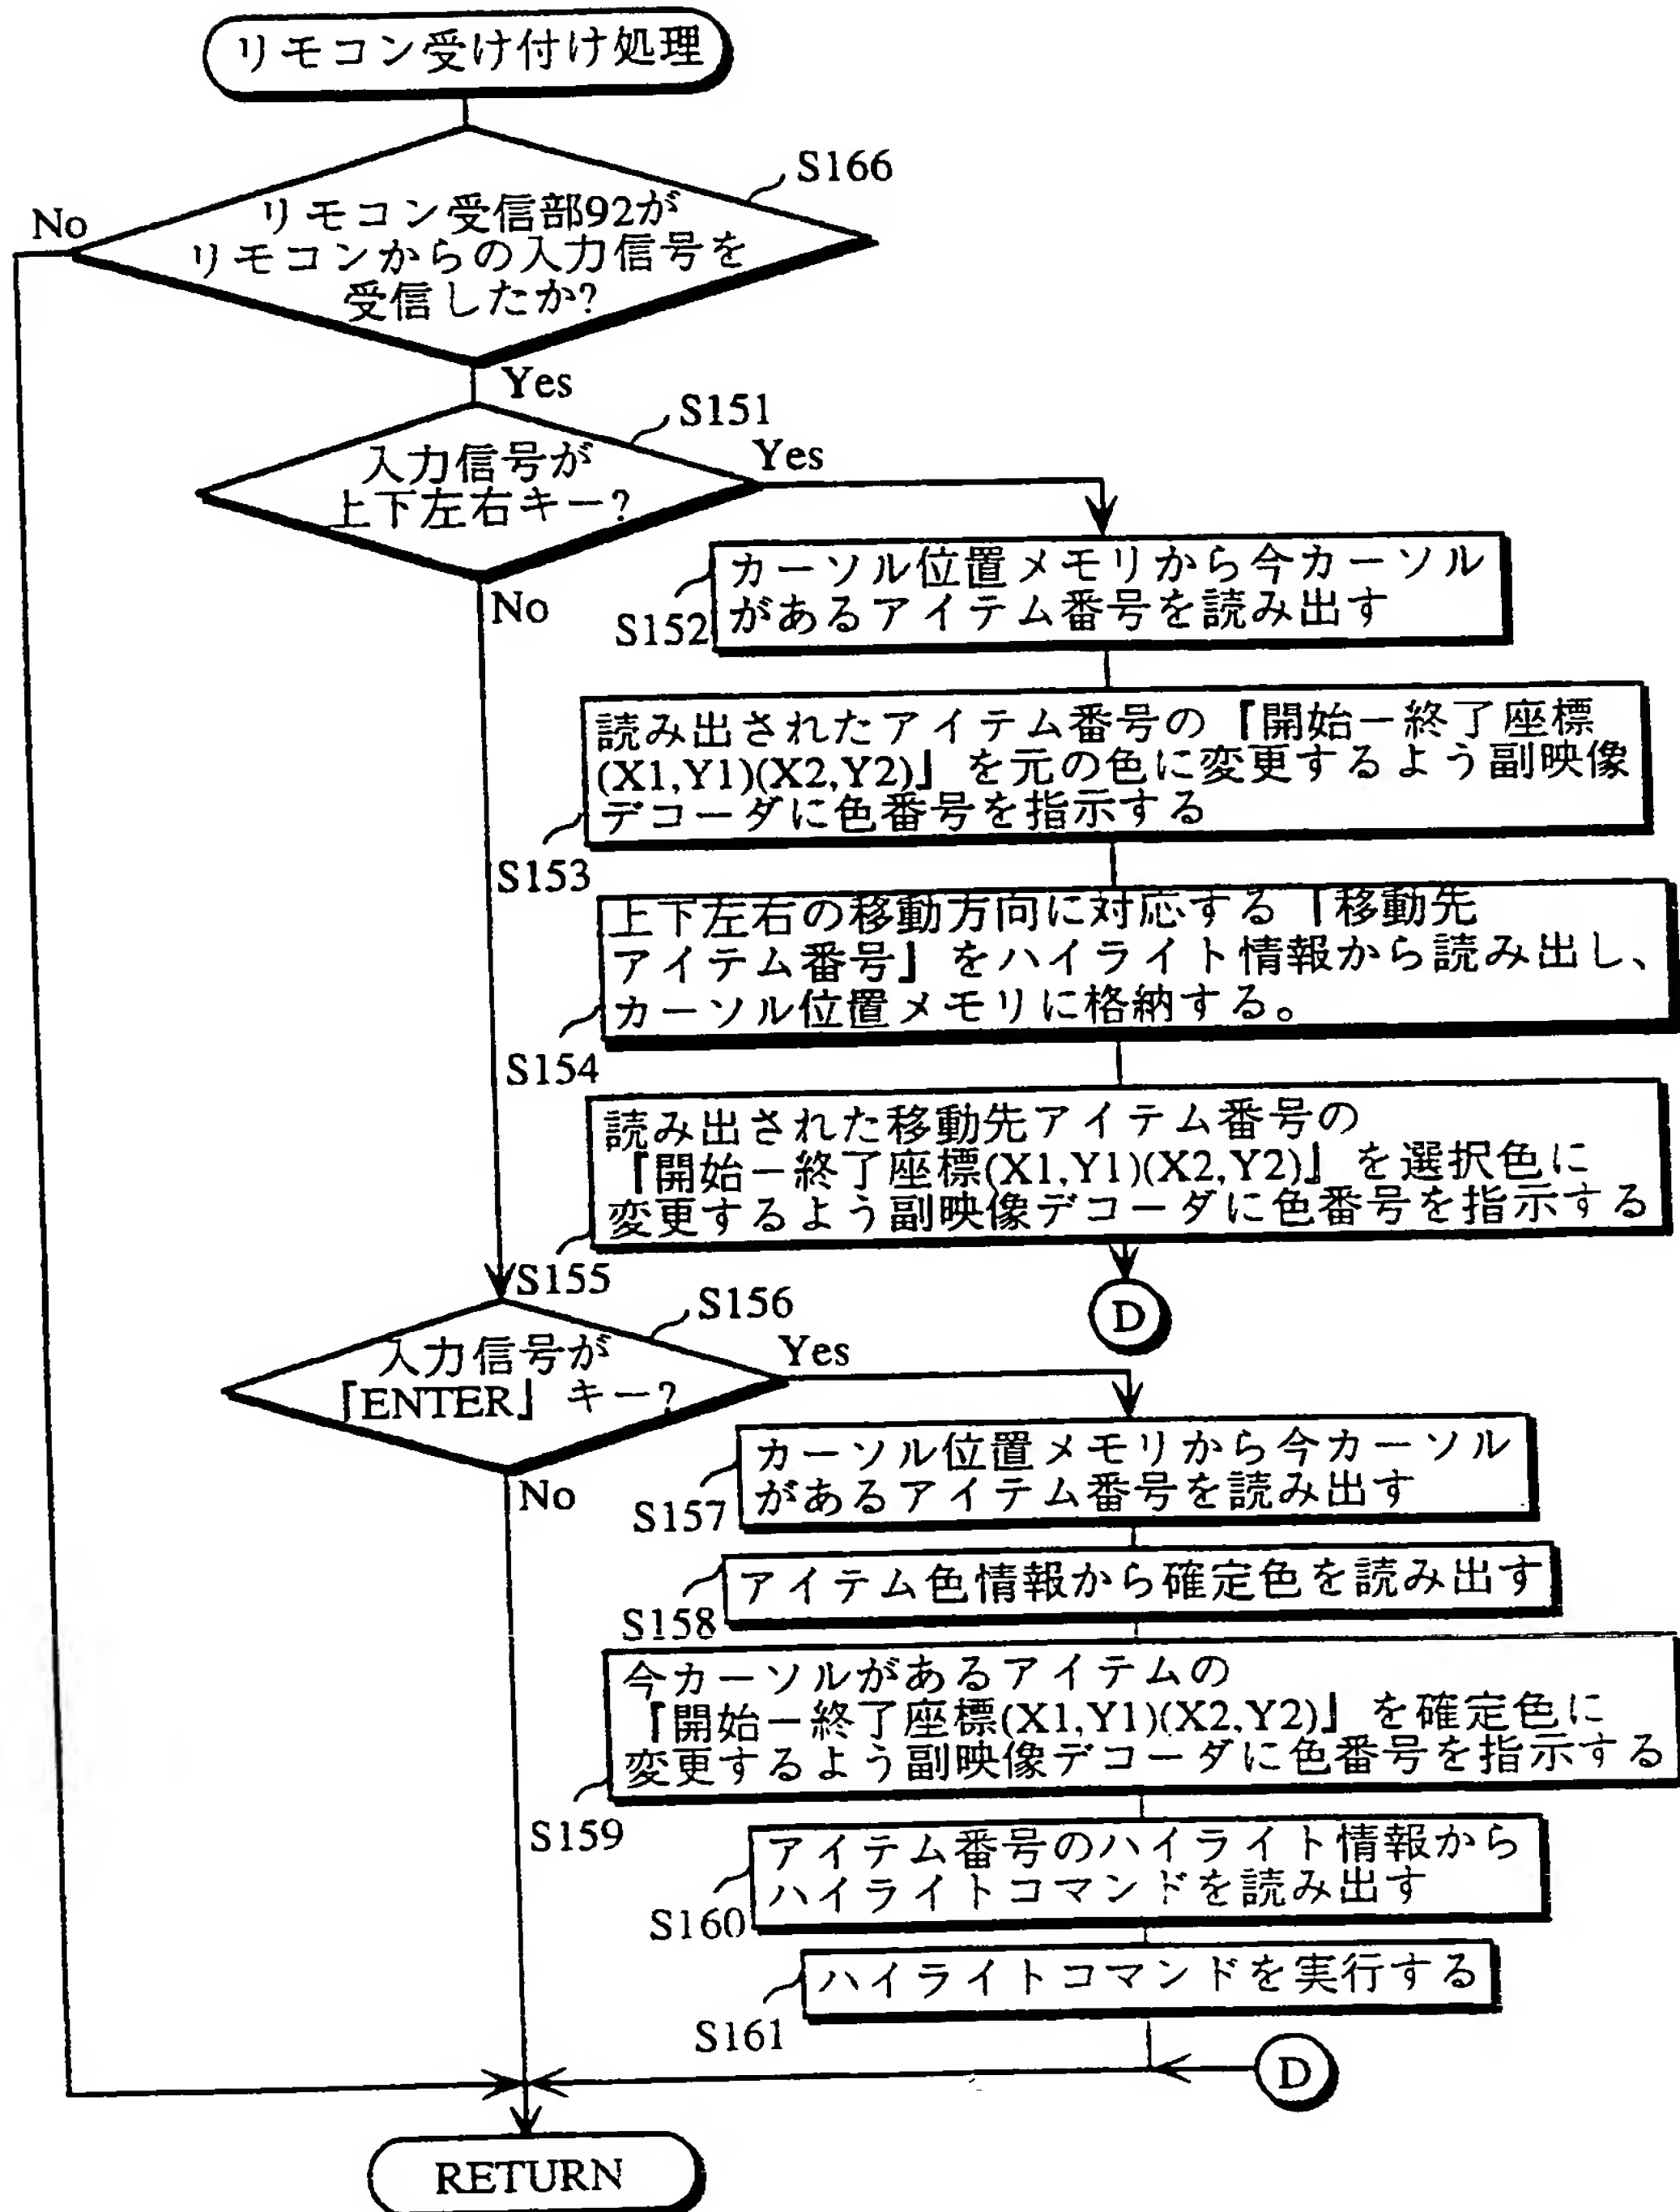 リモコン受け付け処理
S166
No
リモコン受信部92が
リモコンからの入力信号を
受信したか?
Yes
S151
入力信号が
上下左右キー?
Yes
No
カーソル位置メモリから今カーソル
があるアイテム番号を読み出す
S152
読み出されたアイテム番号の『開始ー終了座標
(X1,Y1)(X2,Y2)』を元の色に変更するよう副映像
デコーダに色番号を指示する
S153
上下左右の移動方向に対応する『移動先
アイテム番号』をハイライト情報から読み出し、
カーソル位置メモリに格納する。
S154
読み出された移動先アイテム番号の
『開始ー終了座標(X1,Y1)(X2,Y2)』を選択色に
変更するよう副映像デコーダに色番号を指示する
S155
D
S156
入力信号が
「ENTER」キー?
Yes
No
カーソル位置メモリから今カーソル
があるアイテム番号を読み出す
S157
アイテム色情報から確定色を読み出す
S158
今カーソルがあるアイテムの
『開始ー終了座標(X1,Y1)(X2,Y2)』を確定色に
変更するよう副映像デコーダに色番号を指示する
S159
アイテム番号のハイライト情報から
ハイライトコマンドを読み出す
S160
ハイライトコマンドを実行する
S161
D
RETURN